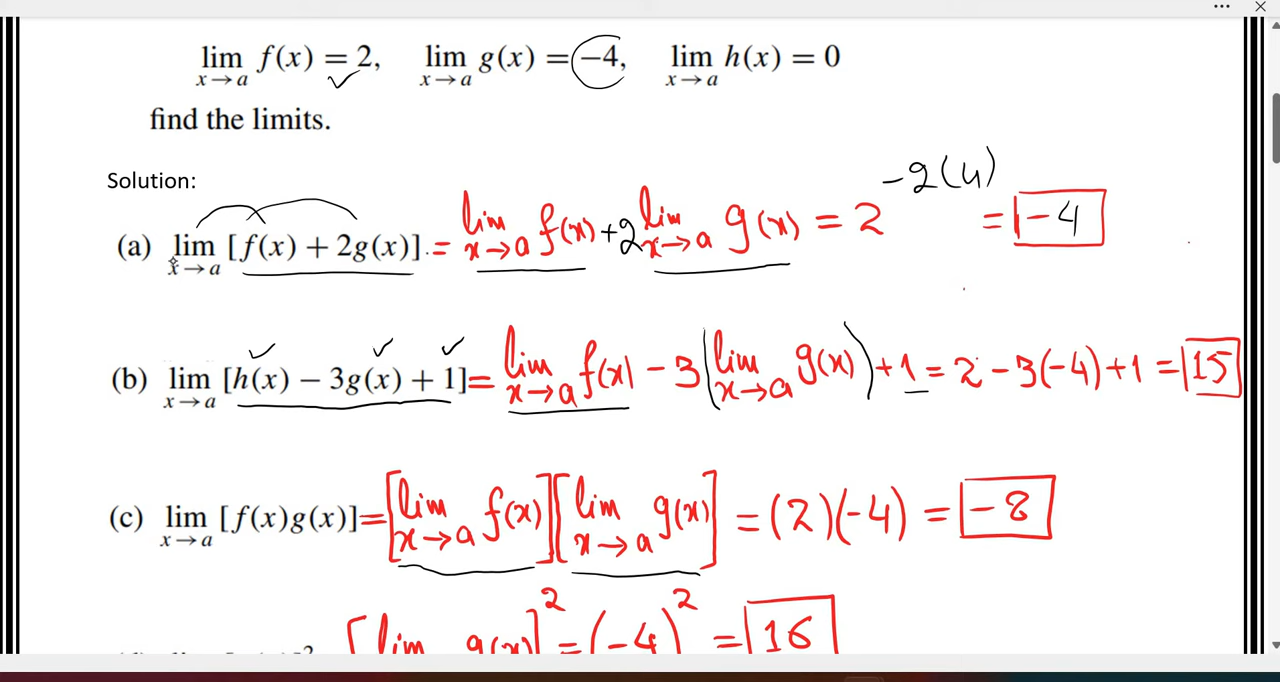 lim x→a f(x) = 2, lim x→a g(x) = −4, lim x→a h(x) = 0
find the limits.
Solution:
(a) lim x→a [f(x) + 2g(x)] = lim x→a f(x) + 2 lim x→a g(x) = 2 −2(4) = −4
(b) lim x→a [h(x) − 3g(x) + 1] = lim x→a f(x) − 3(lim x→a g(x)) + 1 = 2 − 3(−4) + 1 = 15
(c) lim x→a [f(x)g(x)] = [lim x→a f(x)][lim x→a g(x)] = (2)(−4) = −8
[lim g(x)]² = (−4)² = 16